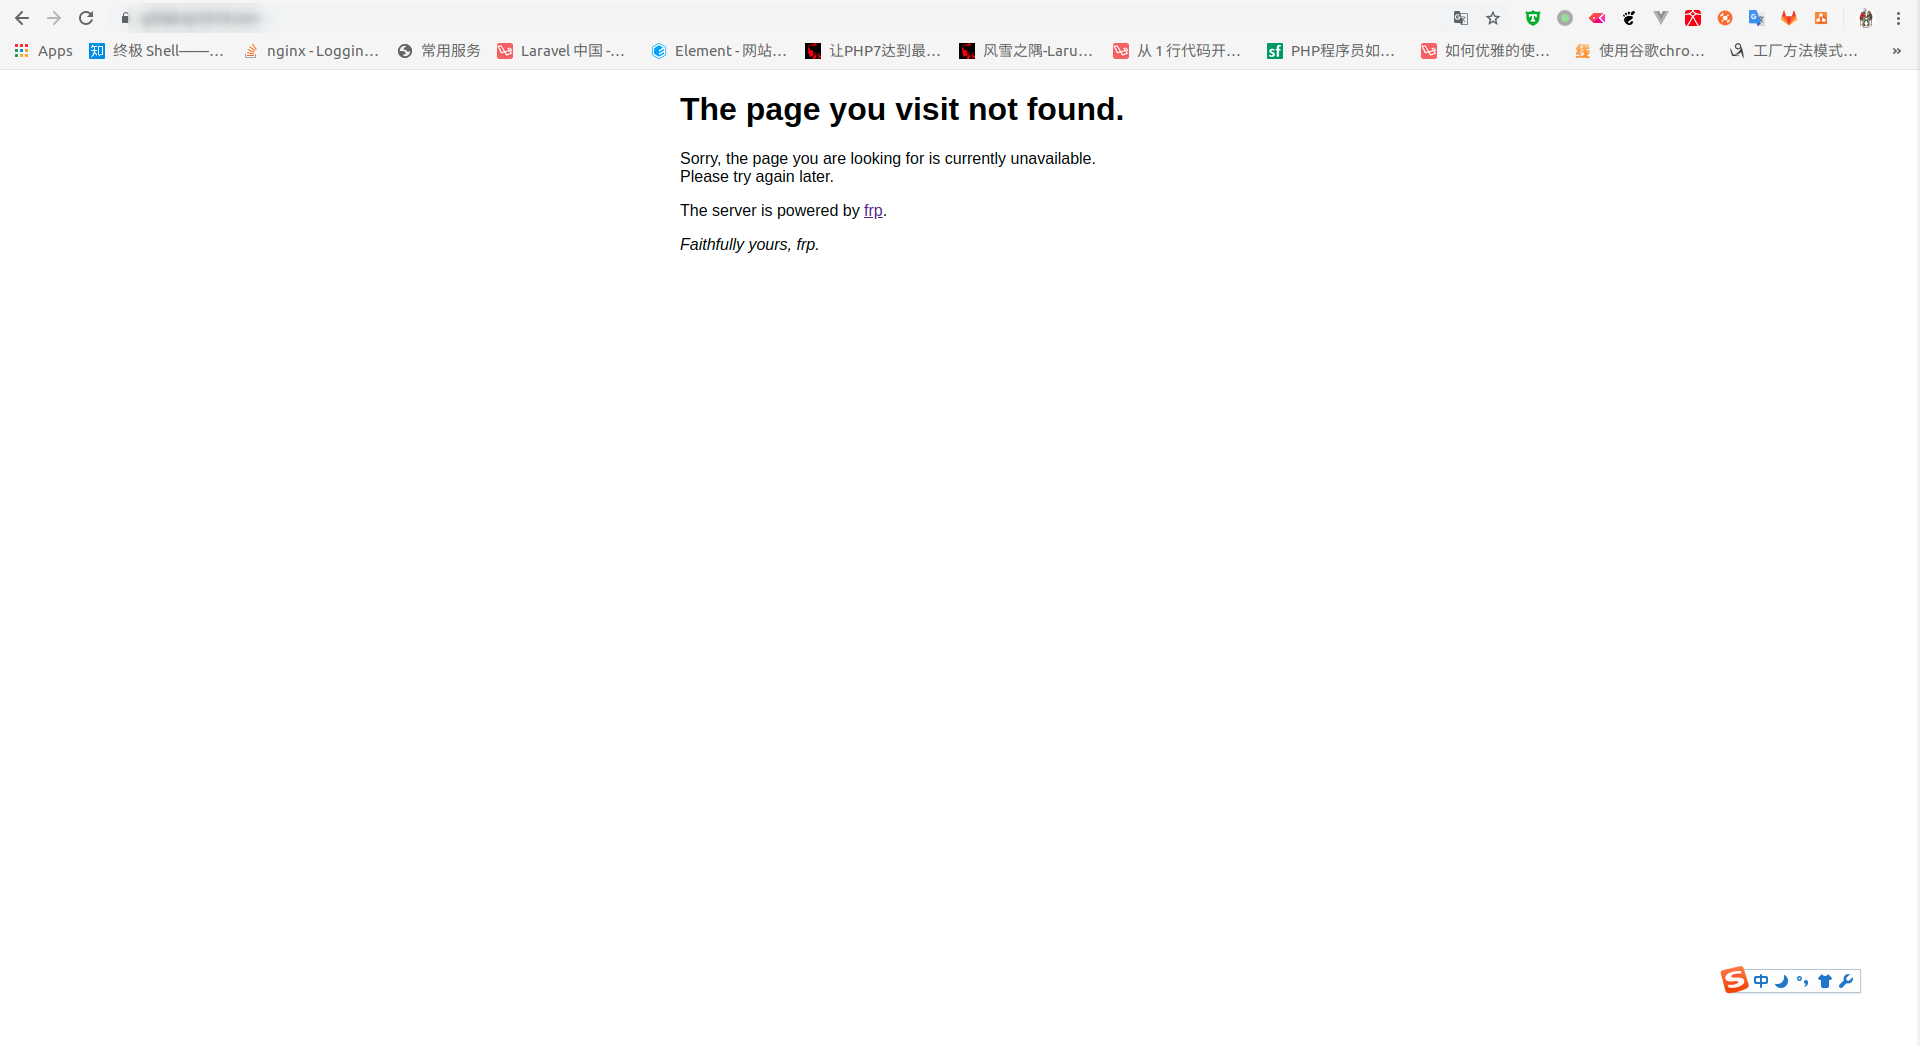 Apps 知 终极 Shell——... nginx - Loggin... 常用服务 Laravel 中国 -... Element - 网站... 让PHP7达到最... 风雪之隅-Laru... 从 1 行代码开... sf PHP程序员如... 如何优雅的使... 使用谷歌chro... 工厂方法模式... »
The page you visit not found.
Sorry, the page you are looking for is currently unavailable.
Please try again later.
The server is powered by frp.
Faithfully yours, frp.
S 中